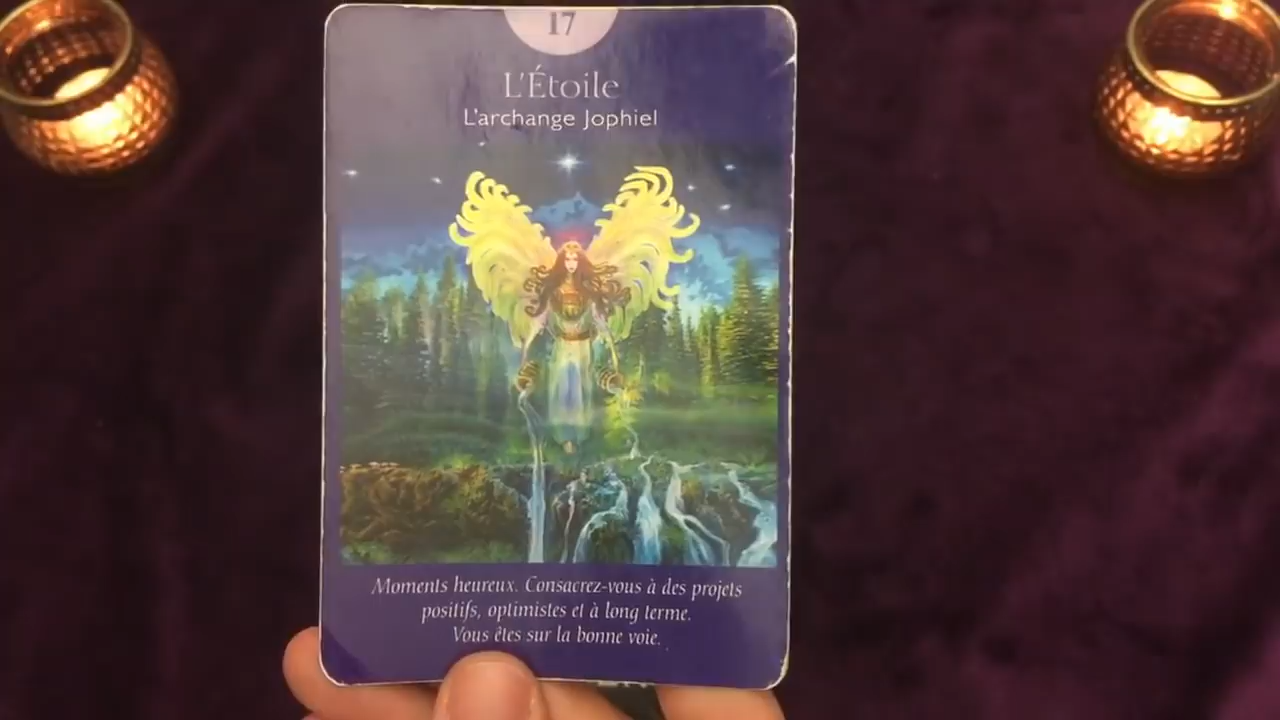 17
L'Étoile
L'archange Jophiel
Moments heureux. Consacrez-vous à des projets
positifs, optimistes et à long terme.
Vous êtes sur la bonne voie.